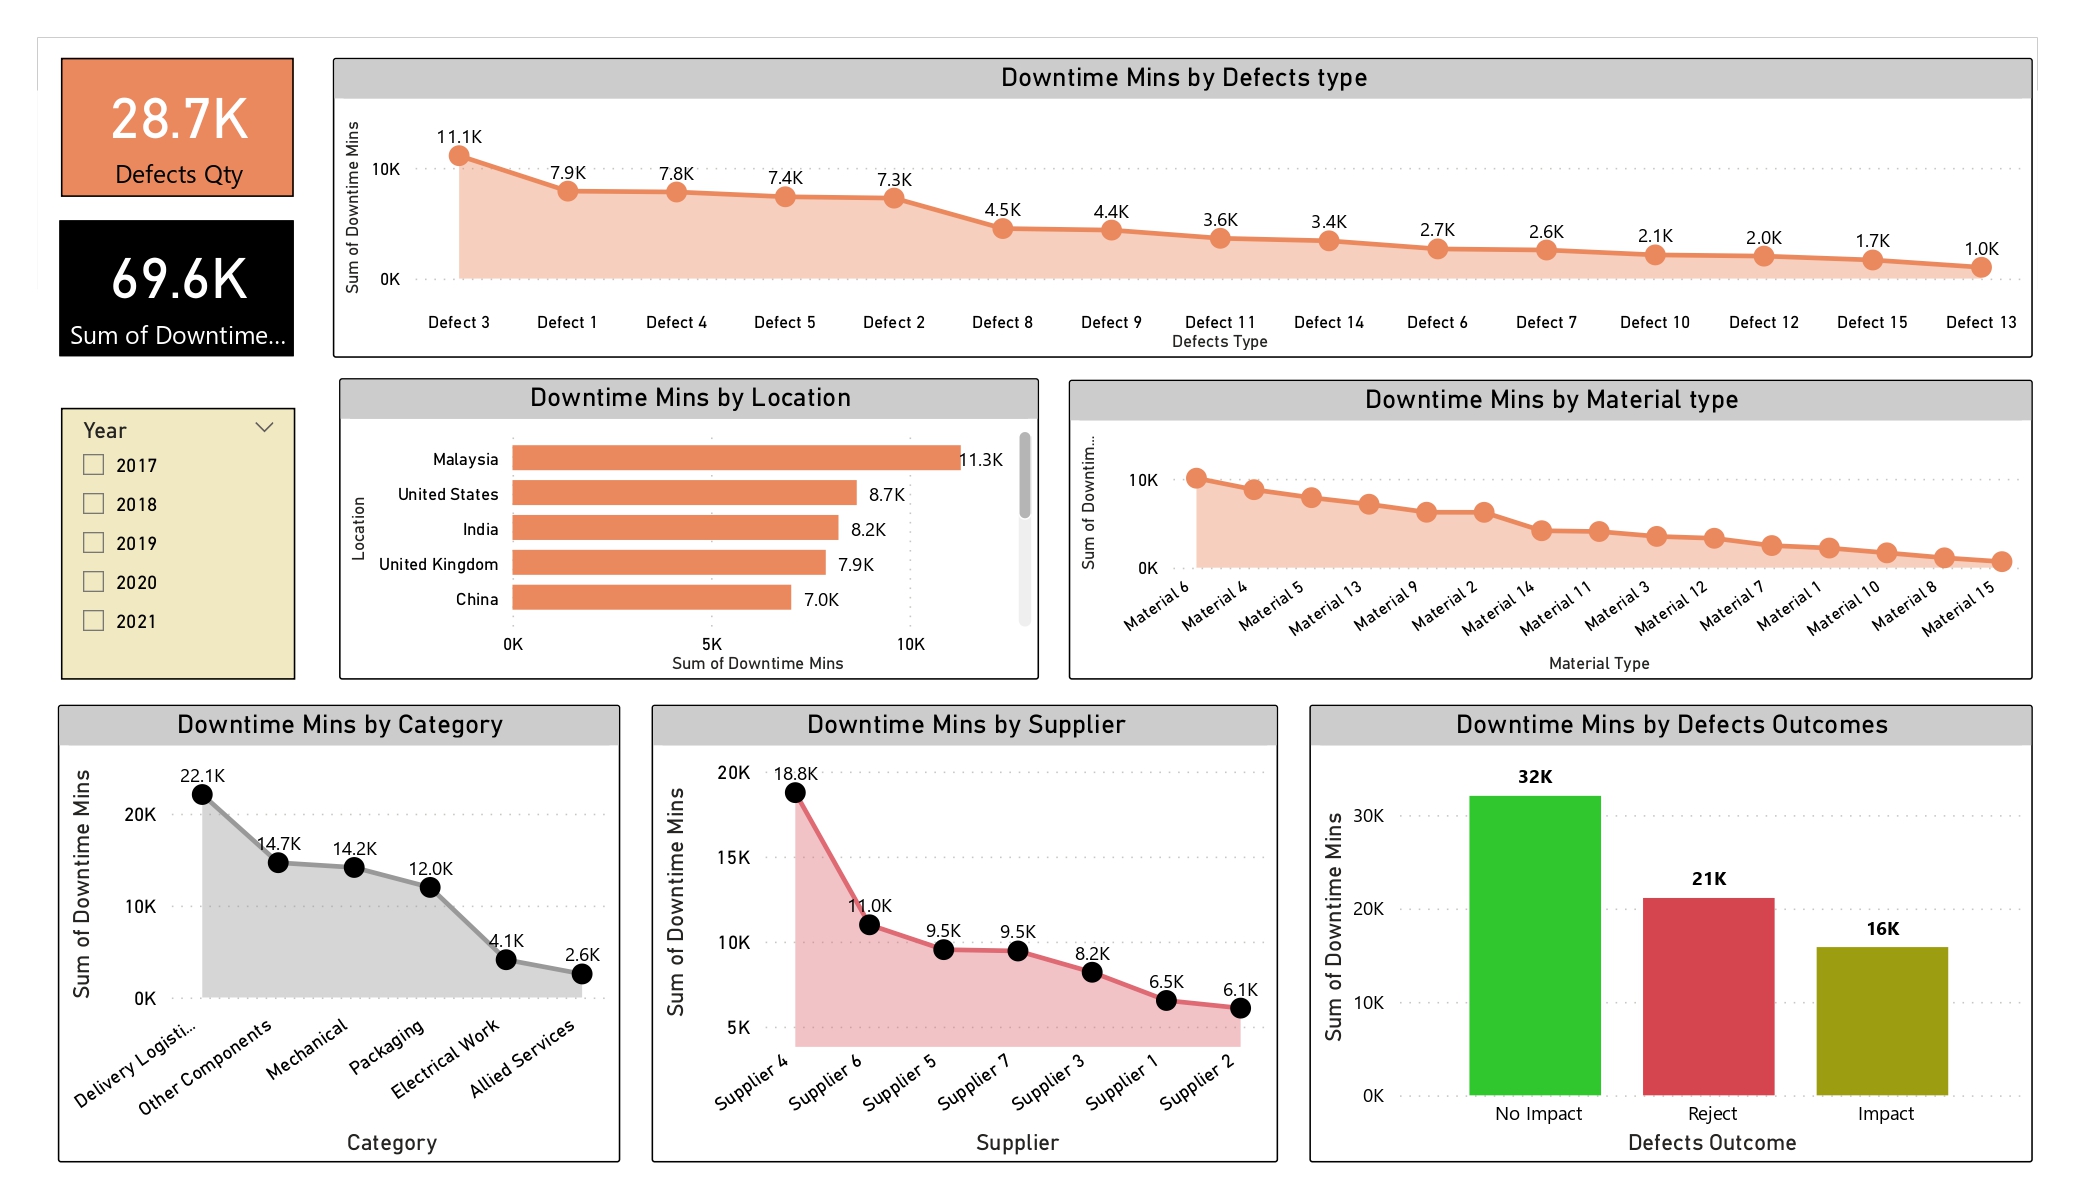 28.7K
Defects Qty
69.6K
Sum of Downtime...
Year
2017
2018
2019
2020
2021
Downtime Mins by Defects type
Sum of Downtime Mins
10K
0K
11.1K
7.9K
7.8K
7.4K
7.3K
4.5K
4.4K
3.6K
3.4K
2.7K
2.6K
2.1K
2.0K
1.7K
1.0K
Defect 3
Defect 1
Defect 4
Defect 5
Defect 2
Defect 8
Defect 9
Defect 11
Defect 14
Defect 6
Defect 7
Defect 10
Defect 12
Defect 15
Defect 13
Defects Type
Downtime Mins by Location
Location
Malaysia
11.3K
United States
8.7K
India
8.2K
United Kingdom
7.9K
China
7.0K
0K
5K
10K
Sum of Downtime Mins
Downtime Mins by Material type
Sum of Downtim...
10K
0K
Material 6
Material 4
Material 5
Material 13
Material 9
Material 2
Material 14
Material 11
Material 3
Material 12
Material 7
Material 1
Material 10
Material 8
Material 15
Material Type
Downtime Mins by Category
Sum of Downtime Mins
20K
10K
0K
22.1K
14.7K
14.2K
12.0K
4.1K
2.6K
Delivery Logisti...
Other Components
Mechanical
Packaging
Electrical Work
Allied Services
Category
Downtime Mins by Supplier
Sum of Downtime Mins
20K
15K
10K
5K
18.8K
11.0K
9.5K
9.5K
8.2K
6.5K
6.1K
Supplier 4
Supplier 6
Supplier 5
Supplier 7
Supplier 3
Supplier 1
Supplier 2
Supplier
Downtime Mins by Defects Outcomes
Sum of Downtime Mins
30K
20K
10K
0K
32K
21K
16K
No Impact
Reject
Impact
Defects Outcome